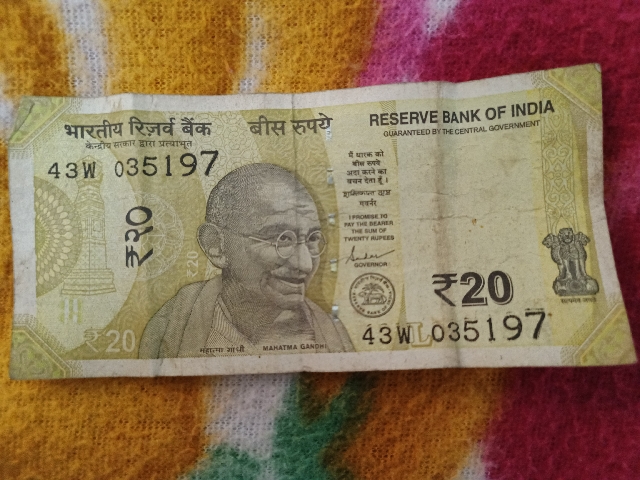 भारतीय रिज़र्व बैंक
केन्द्रीय सरकार द्वारा प्रत्याभूत
बीस रुपये
RESERVE BANK OF INDIA
GUARANTEED BY THE CENTRAL GOVERNMENT
43W 035197
मैं धारक को
बीस रुपये
अदा करने का
वचन देता हूँ।
गवर्नर
I PROMISE TO
PAY THE BEARER
THE SUM OF
TWENTY RUPEES
GOVERNOR
₹२०
20
₹20
₹20
43W L 035197
महात्मा गांधी MAHATMA GANDHI
सत्यमेव जयते